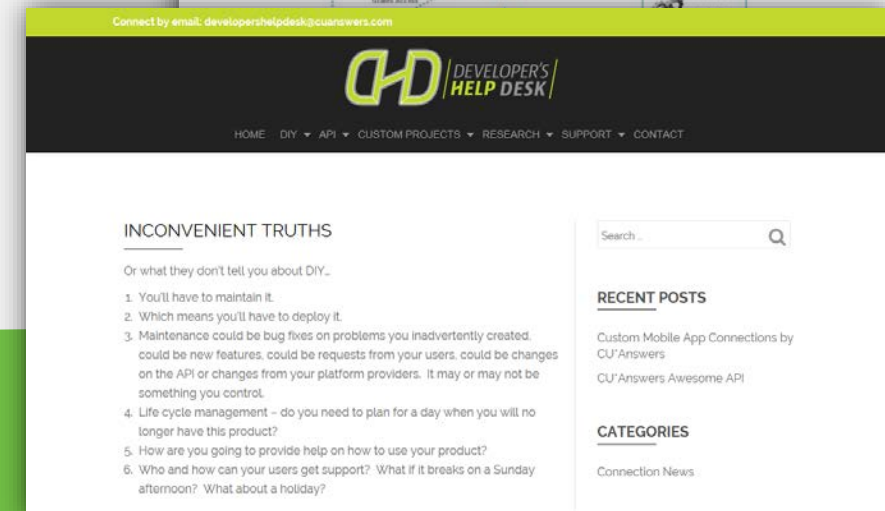 Connect by email: developershelpdesk@cuanswers.com
DHD DEVELOPER'S
HELP DESK
HOME DIY API CUSTOM PROJECTS RESEARCH SUPPORT CONTACT
INCONVENIENT TRUTHS
Or what they don't tell you about DIY...
1. You'll have to maintain it.
2. Which means you'll have to deploy it.
3. Maintenance could be bug fixes on problems you inadvertently created,
could be new features, could be requests from your users, could be changes
on the API or changes from your platform providers. It may or may not be
something you control.
4. Life cycle management – do you need to plan for a day when you will no
longer have this product?
5. How are you going to provide help on how to use your product?
6. Who and how can your users get support? What if it breaks on a Sunday
afternoon? What about a holiday?
Search ...
RECENT POSTS
Custom Mobile App Connections by
CU*Answers
CU*Answers Awesome API
CATEGORIES
Connection News